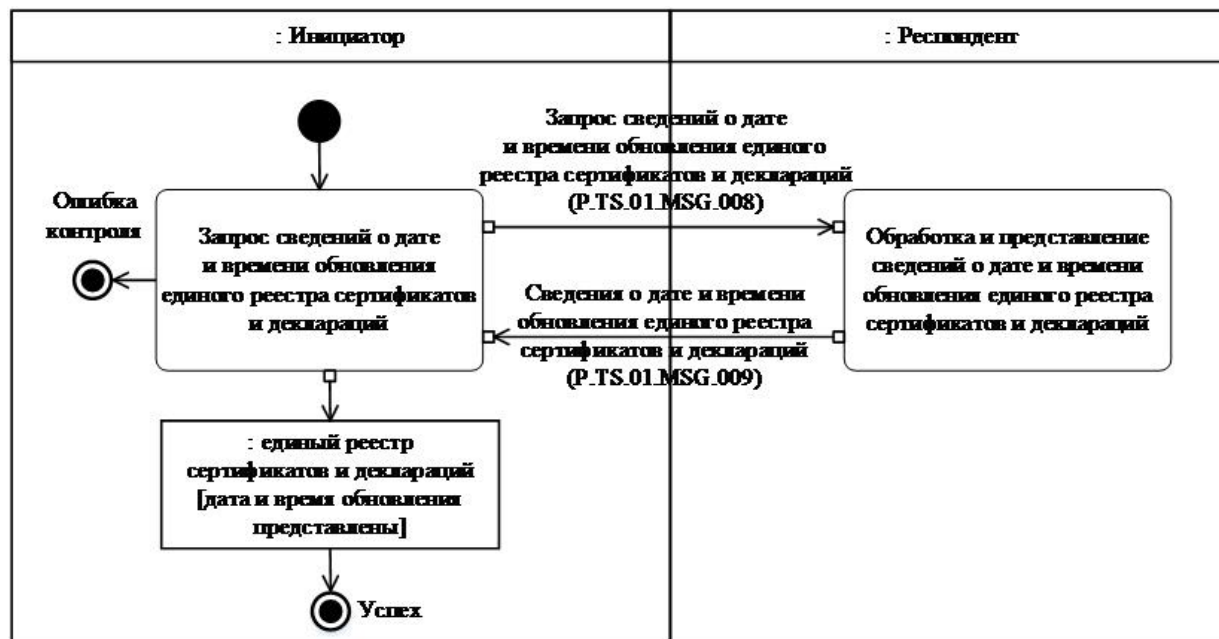 : Инициатор
: Респондент
Запрос сведений о дате
и времени обновления единого
реестра сертификатов и деклараций
(P.TS.01.MSG.008)
Ошибка
контроля
Запрос сведений о дате
и времени обновления
единого реестра сертификатов
и деклараций
Обработка и представление
сведений о дате и времени
обновления единого реестра
сертификатов и деклараций
Сведения о дате и времени
обновления единого реестра
сертификатов и деклараций
(P.TS.01.MSG.009)
: единый реестр
сертификатов и деклараций
[дата и время обновления
представлены]
Успех